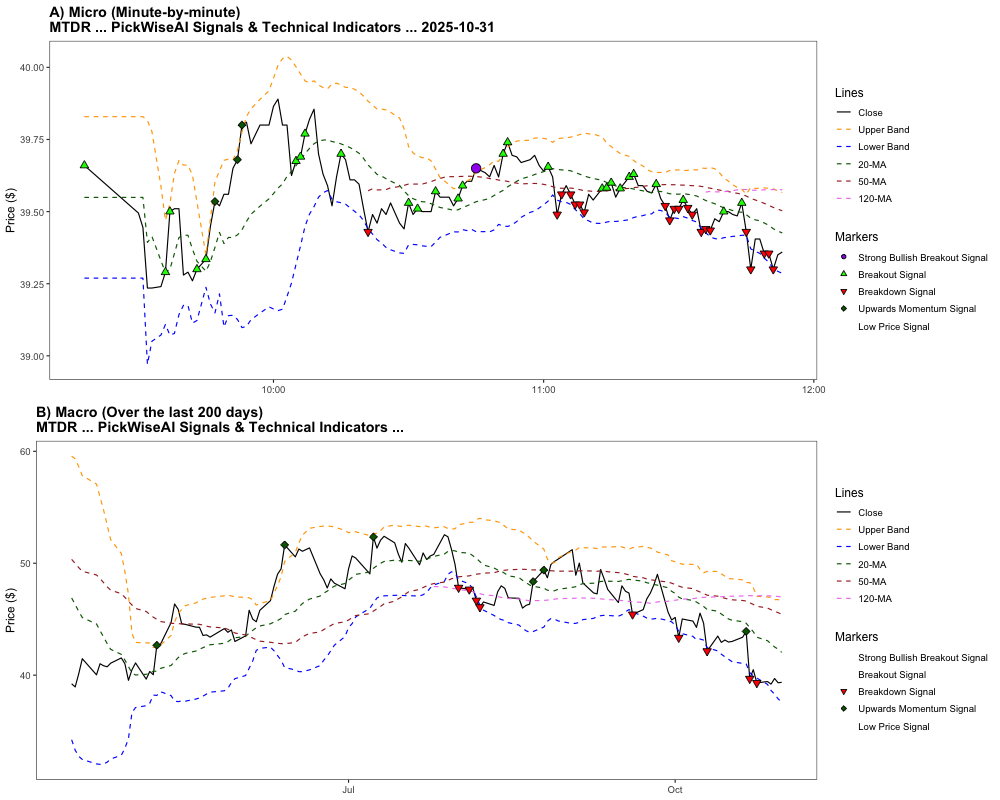 A) Micro (Minute-by-minute)
MTDR ... PickWiseAI Signals & Technical Indicators ... 2025-10-31
Price ($)
40.00
39.75
39.50
39.25
39.00
10:00
11:00
12:00
Lines
Close
Upper Band
Lower Band
20-MA
50-MA
120-MA
Markers
Strong Bullish Breakout Signal
Breakout Signal
Breakdown Signal
Upwards Momentum Signal
Low Price Signal
B) Macro (Over the last 200 days)
MTDR ... PickWiseAI Signals & Technical Indicators ...
Price ($)
60
50
40
Jul
Oct
Lines
Close
Upper Band
Lower Band
20-MA
50-MA
120-MA
Markers
Strong Bullish Breakout Signal
Breakout Signal
Breakdown Signal
Upwards Momentum Signal
Low Price Signal